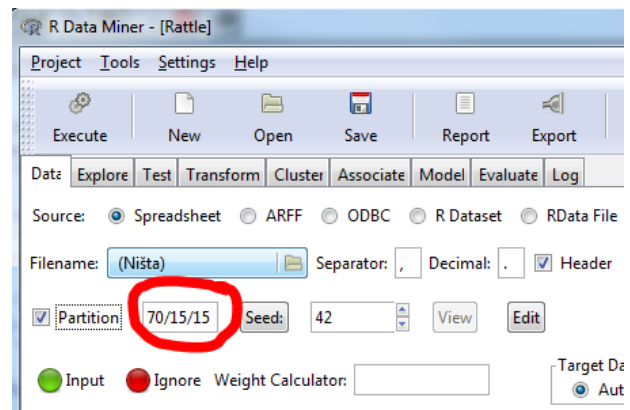 R Data Miner - [Rattle]
Project Tools Settings Help
Execute New Open Save Report Export
Data Explore Test Transform Cluster Associate Model Evaluate Log
Source: Spreadsheet ARFF ODBC R Dataset RData File
Filename: (Ništa) Separator: , Decimal: . Header
Partition 70/15/15 Seed: 42 View Edit
Input Ignore Weight Calculator: Target Da
Aut